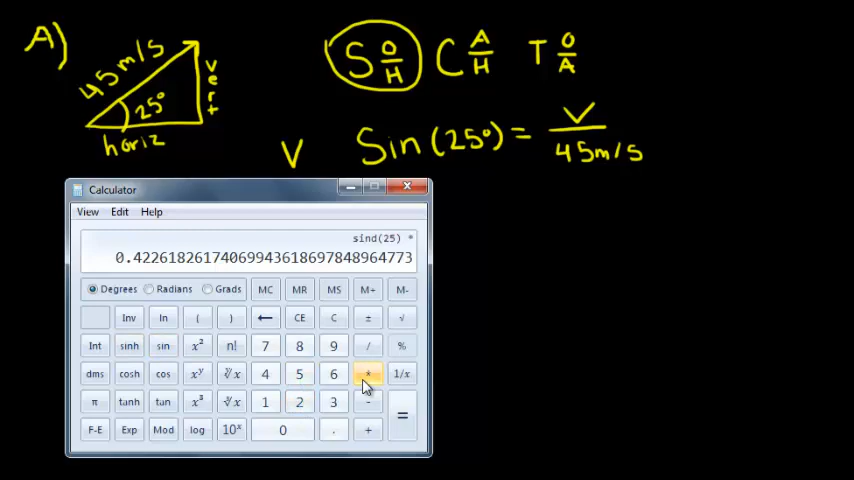 A)
45m/s
25°
vert
horiz
S O/H C A/H T O/A
V Sin(25°) = V/45m/s
Calculator
View Edit Help
sind(25) *
0.42261826174069943618697848964773
Degrees Radians Grads MC MR MS M+ M-
Inv ln ( ) ← CE C ± √
Int sinh sin x² n! 7 8 9 / %
dms cosh cos xʸ ʸ√x 4 5 6 * 1/x
π tanh tan x³ ³√x 1 2 3 - =
F-E Exp Mod log 10ˣ 0 . +